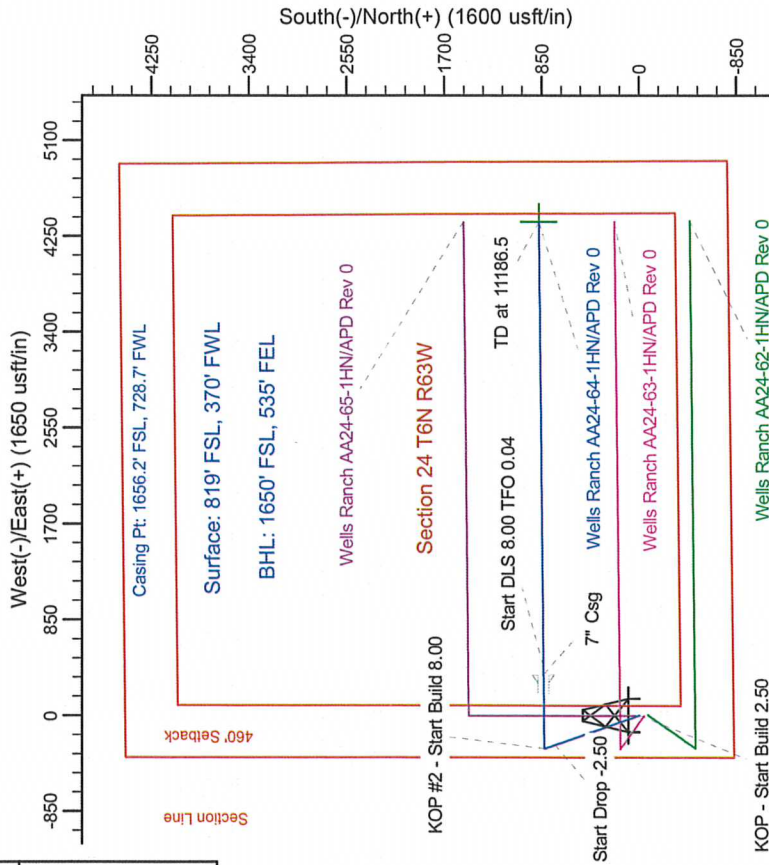 West(-)/East(+) (1650 usft/in)
-850
0
850
1700
2550
3400
4250
5100
South(-)/North(+) (1600 usft/in)
4250
3400
2550
1700
850
0
-850
Casing Pt: 1656.2' FSL, 728.7' FWL
Surface: 819' FSL, 370' FWL
BHL: 1650' FSL, 535' FEL
Wells Ranch AA24-65-1HN/APD Rev 0
Section 24 T6N R63W
Section Line
460' Setback
KOP #2 - Start Build 8.00
Start DLS 8.00 TFO 0.04
TD at 11186.5
7" Csg
Wells Ranch AA24-64-1HN/APD Rev 0
Wells Ranch AA24-63-1HN/APD Rev 0
Start Drop -2.50
KOP - Start Build 2.50
Wells Ranch AA24-62-1HN/APD Rev 0